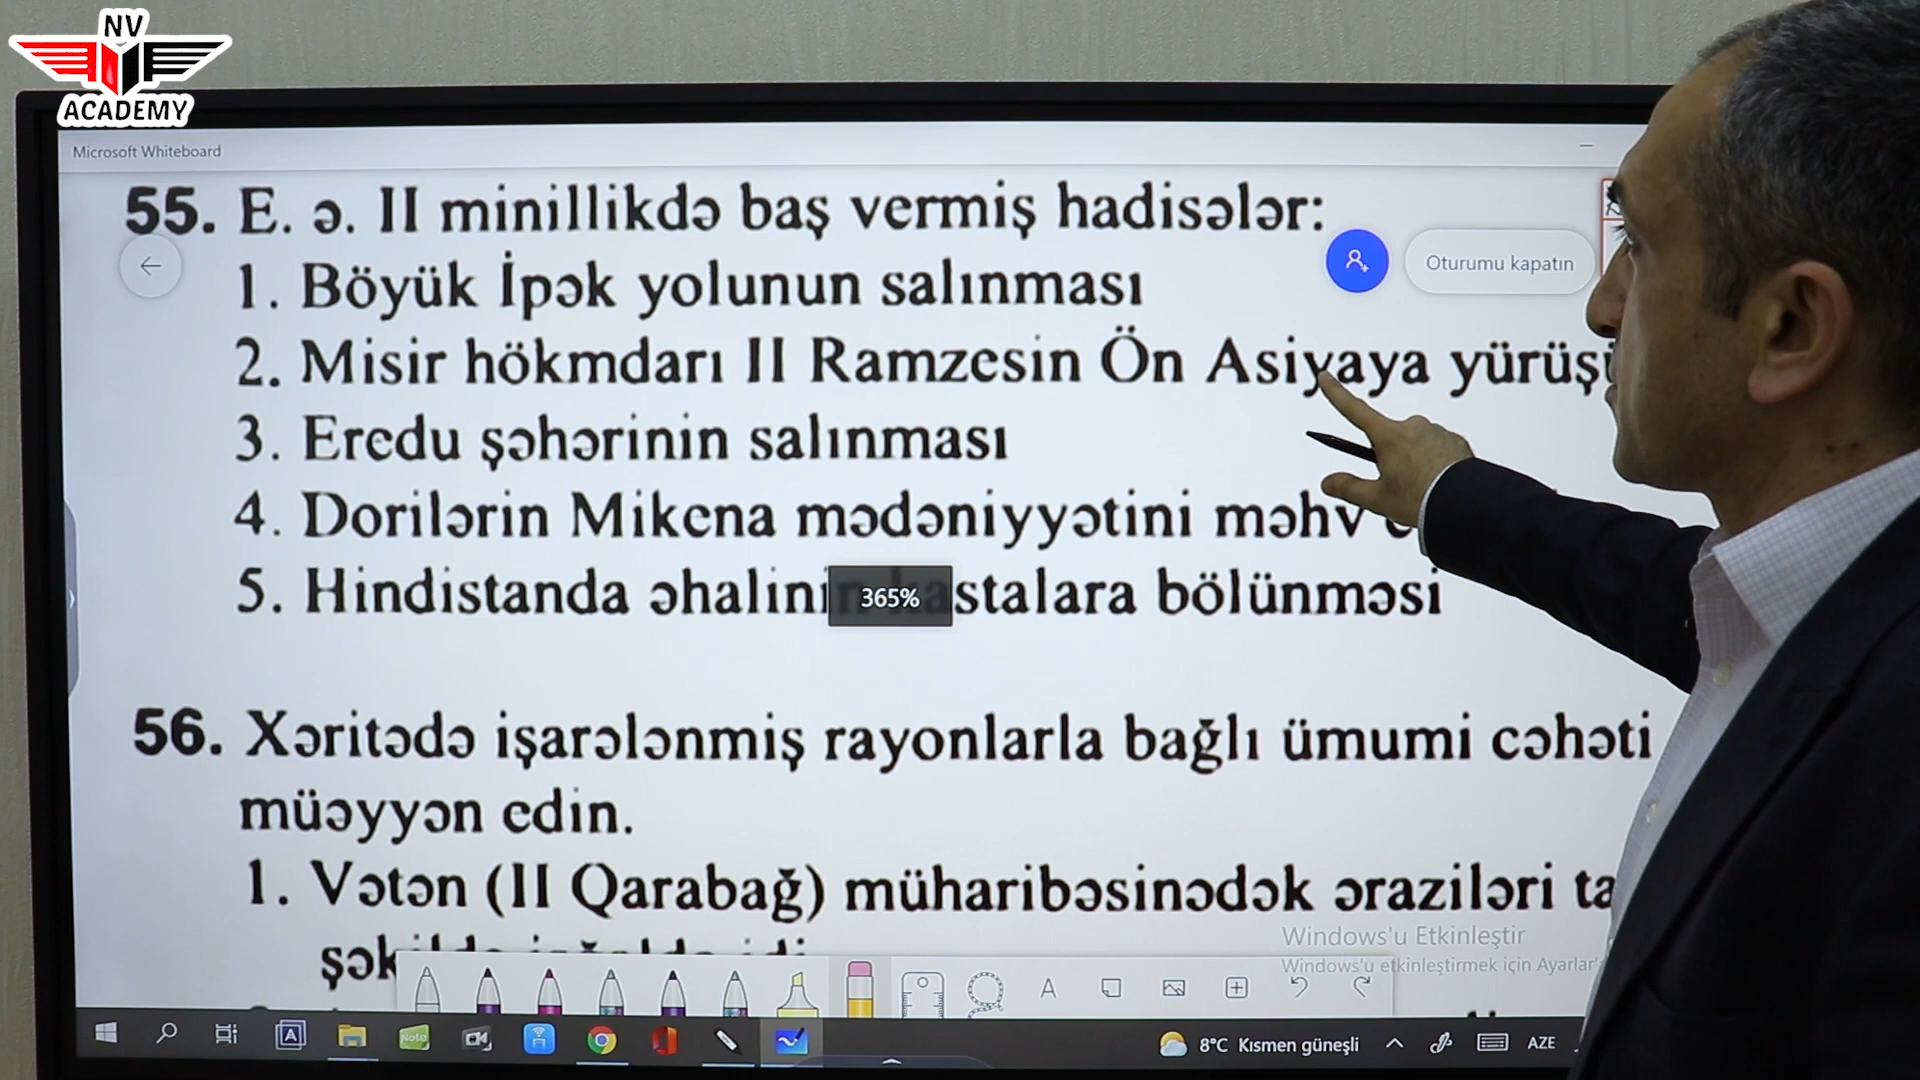 NV
ACADEMY
Microsoft Whiteboard
55. E. ə. II minillikdə baş vermiş hadisələr:
Oturumu kapatın
1. Böyük İpək yolunun salınması
2. Misir hökmdarı II Ramzesin Ön Asiyaya
3. Eredu şəhərinin salınması
4. Dorilərin Mikena mədəniyyətini məhv
5. Hindistanda əhalinin kastalara bölünməsi
365%
56. Xəritədə işarələnmiş rayonlarla bağlı ümumi cəhəti
müəyyən edin.
1. Vətən (II Qarabağ) müharibəsinədək əraziləri
Windows'u Etkinleştir
Windows'u etkinleştirmek için
A
A
Note
8°C Kısmen güneşli
AZE